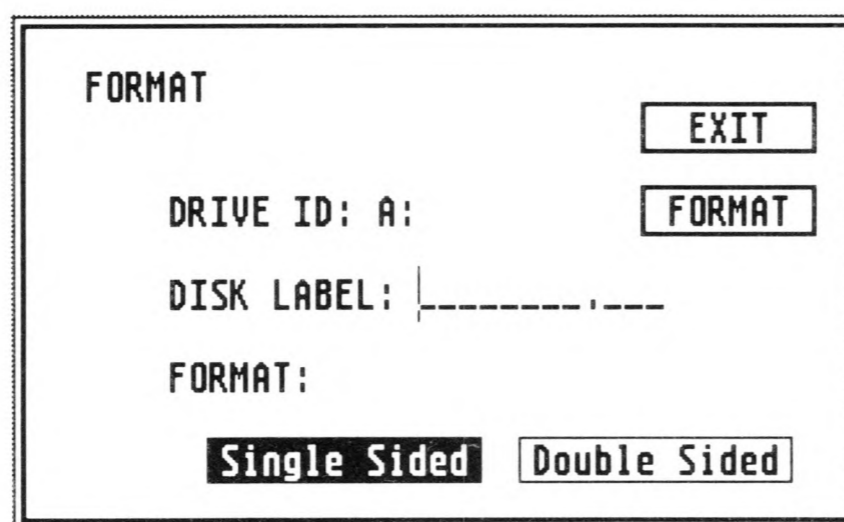 FORMAT
EXIT
DRIVE ID: A:
FORMAT
DISK LABEL: ________.___
FORMAT:
Single Sided
Double Sided